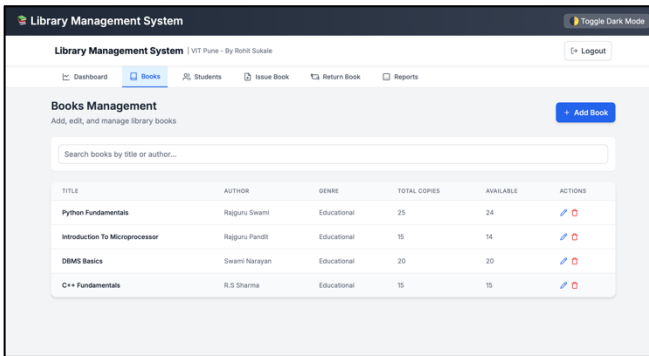 📚 Library Management System
🌓 Toggle Dark Mode
Library Management System | VIT Pune - By Rohit Sukale
Logout
Dashboard Books Students Issue Book Return Book Reports
Books Management
Add, edit, and manage library books
+ Add Book
Search books by title or author...
TITLE AUTHOR GENRE TOTAL COPIES AVAILABLE ACTIONS
Python Fundamentals Rajguru Swami Educational 25 24
Introduction To Microprocessor Rajguru Pandit Educational 15 14
DBMS Basics Swami Narayan Educational 20 20
C++ Fundamentals R.S Sharma Educational 15 15